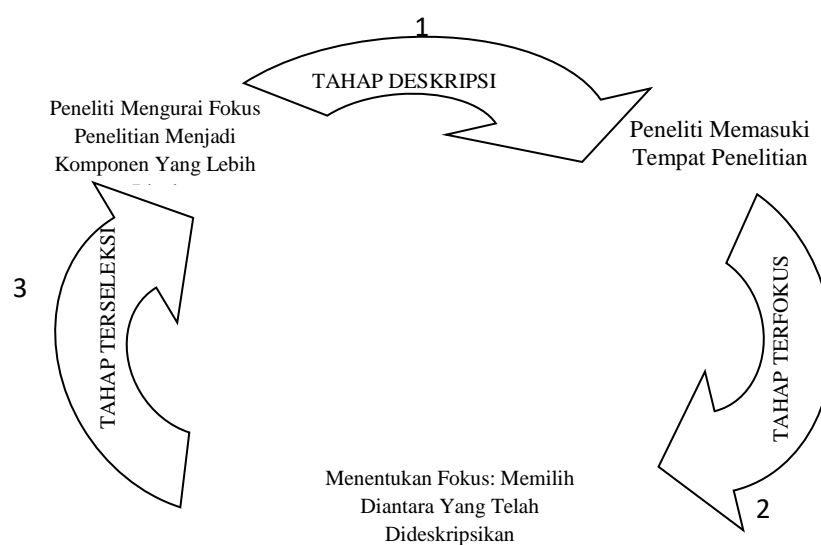 1
TAHAP DESKRIPSI
Peneliti Mengurai Fokus
Penelitian Menjadi
Komponen Yang Lebih
Peneliti Memasuki
Tempat Penelitian
TAHAP TERFOKUS
2
Menentukan Fokus: Memilih
Diantara Yang Telah
Dideskripsikan
3
TAHAP TERSELEKSI